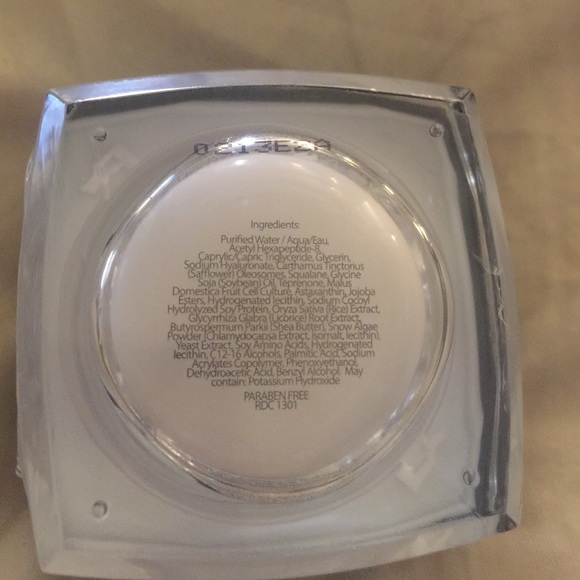 Ingredients:
Purified Water / Aqua/Eau,
Acetyl Hexapeptide-8,
Caprylic/Capric Triglyceride, Glycerin,
Sodium Hyaluronate, Carthamus Tinctorius
(Safflower) Oleosomes, Squalane, Glycine
Soja (Soybean) Oil, Teprenone, Malus
Domestica Fruit Cell Culture, Astaxanthin, Jojoba
Esters, Hydrogenated lecithin, Sodium Cocoyl
Hydrolyzed Soy Protein, Oryza Sativa (Rice) Extract,
Glycyrrhiza Glabra (Licorice) Root Extract,
Butyrospermum Parkii (Shea Butter), Snow Algae
Powder (Chlamydocapsa Extract, Isomalt, lecithin),
Yeast Extract, Soy Amino Acids, Hydrogenated
lecithin, C12-16 Alcohols, Palmitic Acid, Sodium
Acrylates Copolymer, Phenoxyethanol,
Dehydroacetic Acid, Benzyl Alcohol. May
contain: Potassium Hydroxide
PARABEN FREE
RDC 1301